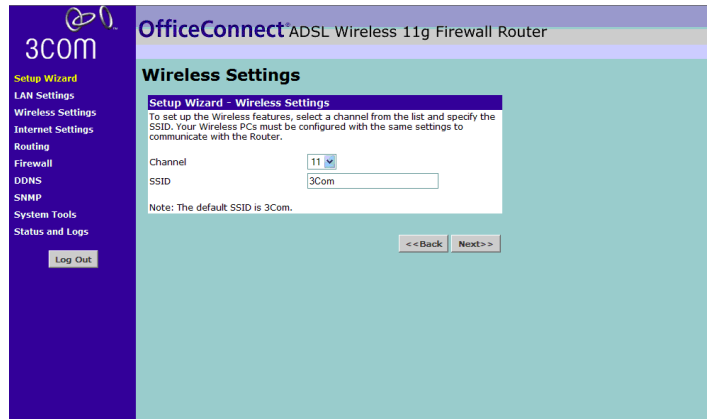 3COM
OfficeConnect® ADSL Wireless 11g Firewall Router
Setup Wizard
LAN Settings
Wireless Settings
Internet Settings
Routing
Firewall
DDNS
SNMP
System Tools
Status and Logs
Log Out
Wireless Settings
Setup Wizard - Wireless Settings
To set up the Wireless features, select a channel from the list and specify the
SSID. Your Wireless PCs must be configured with the same settings to
communicate with the Router.
Channel 11
SSID 3Com
Note: The default SSID is 3Com.
<<Back Next>>